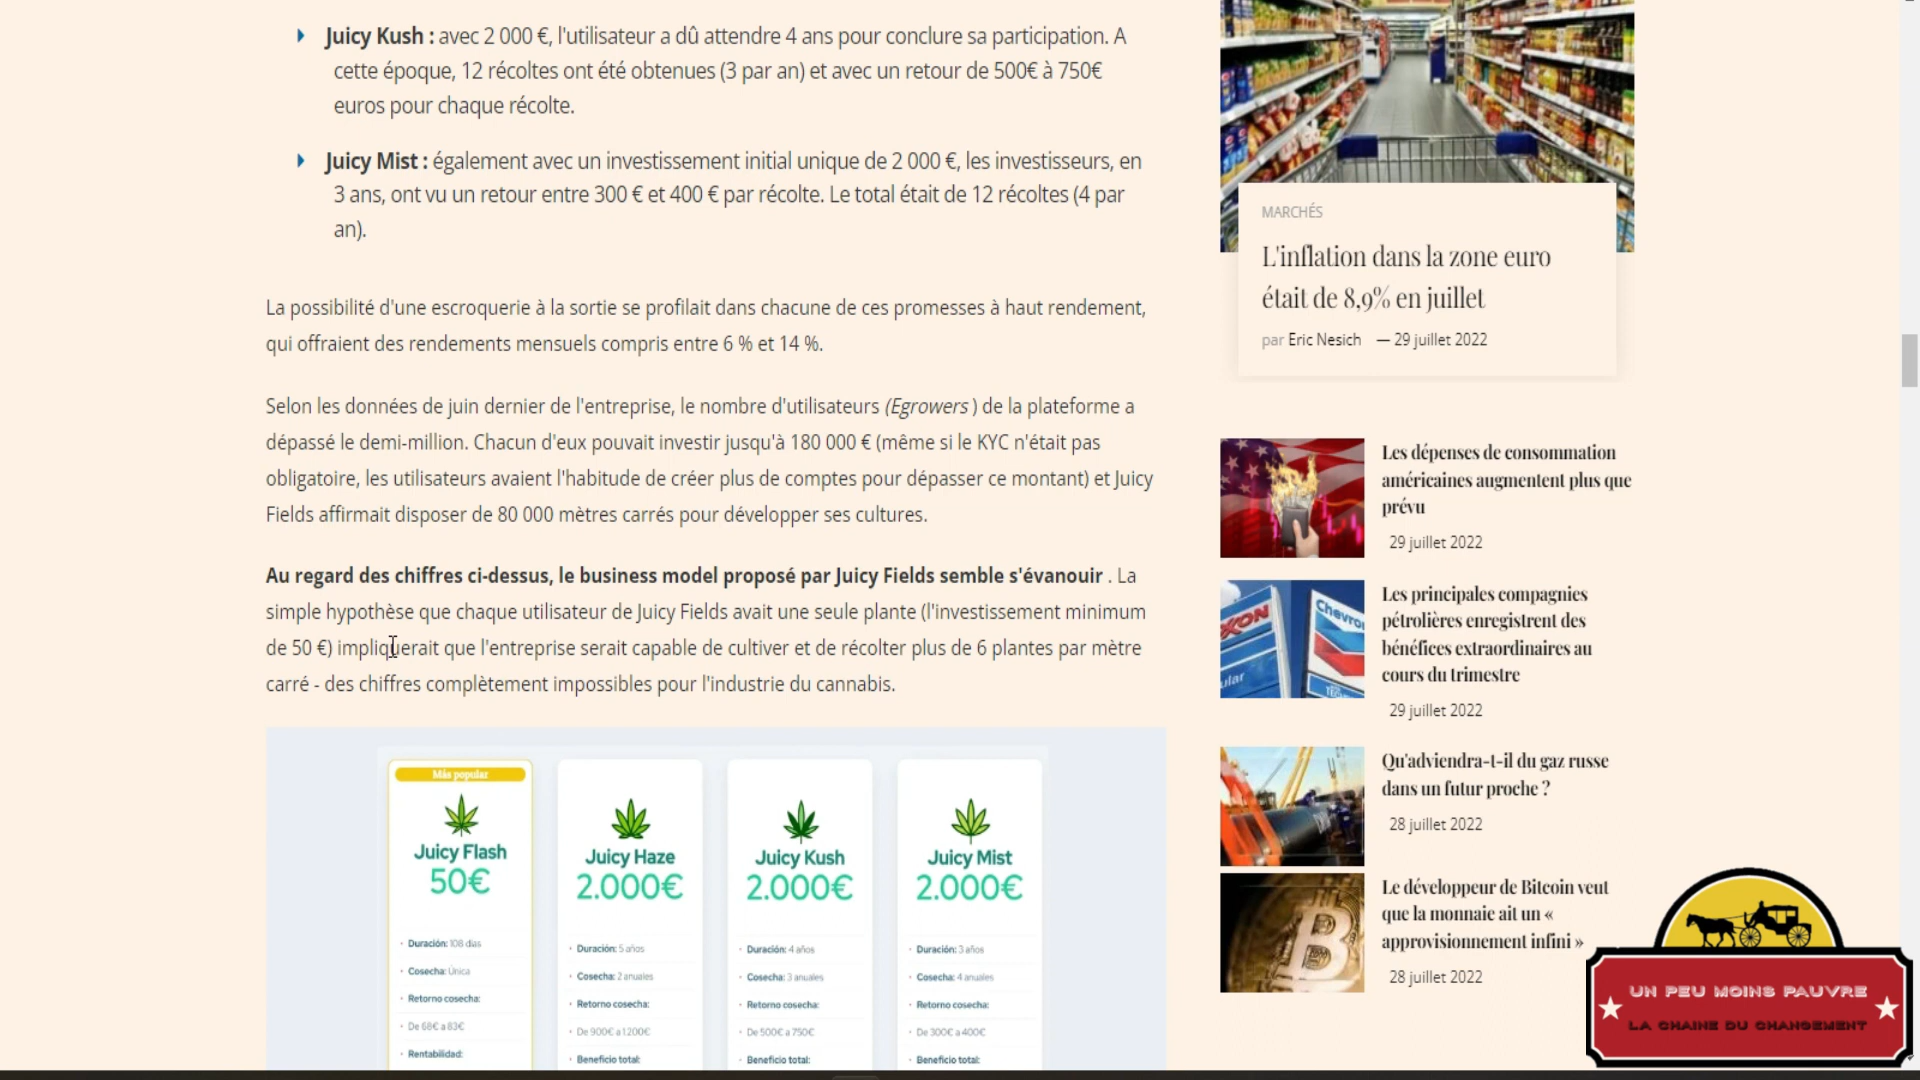 Juicy Kush : avec 2 000 €, l'utilisateur a dû attendre 4 ans pour conclure sa participation. A
cette époque, 12 récoltes ont été obtenues (3 par an) et avec un retour de 500€ à 750€
euros pour chaque récolte.
Juicy Mist : également avec un investissement initial unique de 2 000 €, les investisseurs, en
3 ans, ont vu un retour entre 300 € et 400 € par récolte. Le total était de 12 récoltes (4 par
an).
La possibilité d'une escroquerie à la sortie se profilait dans chacune de ces promesses à haut rendement,
qui offraient des rendements mensuels compris entre 6 % et 14 %.
Selon les données de juin dernier de l'entreprise, le nombre d'utilisateurs (Egrowers ) de la plateforme a
dépassé le demi-million. Chacun d'eux pouvait investir jusqu'à 180 000 € (même si le KYC n'était pas
obligatoire, les utilisateurs avaient l'habitude de créer plus de comptes pour dépasser ce montant) et Juicy
Fields affirmait disposer de 80 000 mètres carrés pour développer ses cultures.
Au regard des chiffres ci-dessus, le business model proposé par Juicy Fields semble s'évanouir . La
simple hypothèse que chaque utilisateur de Juicy Fields avait une seule plante (l'investissement minimum
de 50 €) impliquerait que l'entreprise serait capable de cultiver et de récolter plus de 6 plantes par mètre
carré - des chiffres complètement impossibles pour l'industrie du cannabis.
Más popular
Juicy Flash
50€
Duración: 108 días
Cosecha: Única
Retorno cosecha:
De 68€ a 83€
Rentabilidad:
Juicy Haze
2.000€
Duración: 5 años
Cosecha: 2 anuales
Retorno cosecha:
De 900€ a 1200€
Beneficio total:
Juicy Kush
2.000€
Duración: 4 años
Cosecha: 3 anuales
Retorno cosecha:
De 500€ a 750€
Beneficio total:
Juicy Mist
2.000€
Duración: 3 años
Cosecha: 4 anuales
Retorno cosecha:
De 300€ a 400€
Beneficio total:
MARCHÉS
L'inflation dans la zone euro
était de 8,9% en juillet
par Eric Nesich — 29 juillet 2022
Les dépenses de consommation
américaines augmentent plus que
prévu
29 juillet 2022
Les principales compagnies
pétrolières enregistrent des
bénéfices extraordinaires au
cours du trimestre
29 juillet 2022
Qu'adviendra-t-il du gaz russe
dans un futur proche ?
28 juillet 2022
Le développeur de Bitcoin veut
que la monnaie ait un «
approvisionnement infini »
28 juillet 2022
UN PEU MOINS PAUVRE
LA CHAINE DU CHANGEMENT